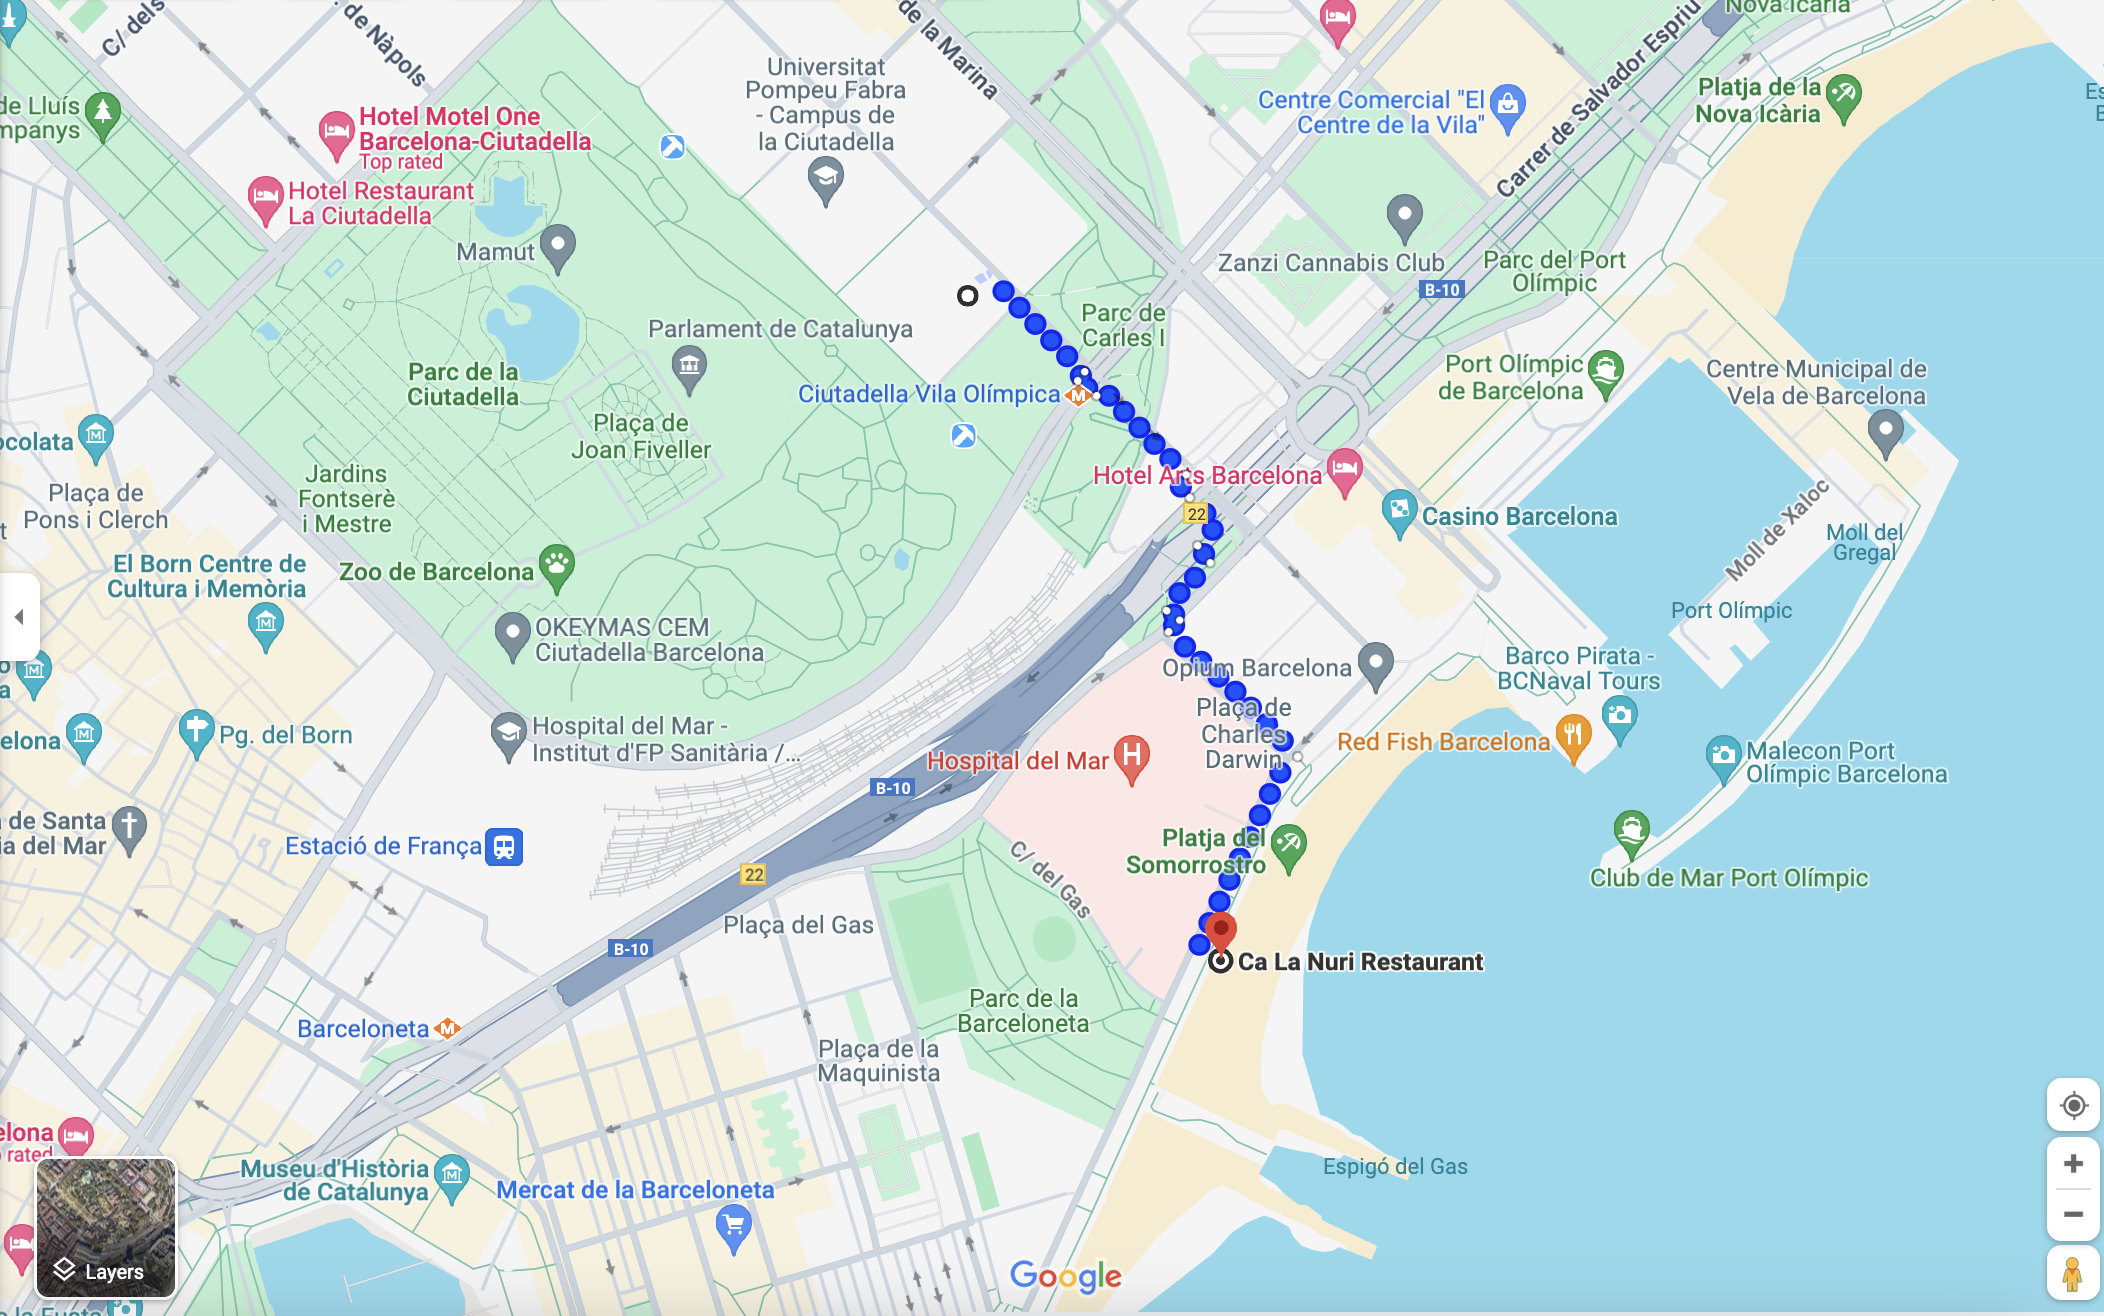 Nova Icària
C/ dels
de Nàpols
de la Marina
Universitat
Pompeu Fabra
- Campus de
la Ciutadella
Carrer de Salvador Espriu
Platja de la
Nova Icària
Centre Comercial "El
Centre de la Vila"
de Lluís
mpanys
Hotel Motel One
Barcelona-Ciutadella
Top rated
Hotel Restaurant
La Ciutadella
Mamut
Zanzi Cannabis Club
Parc del Port
Olímpic
B-10
Parc de
Carles I
Parlament de Catalunya
Parc de la
Ciutadella
Ciutadella Vila Olímpica
M
Port Olímpic
de Barcelona
Centre Municipal de
Vela de Barcelona
Plaça de
Joan Fiveller
ocolata
Jardins
Fontserè
i Mestre
Hotel Arts Barcelona
22
Casino Barcelona
Moll de Xaloc
Moll del
Gregal
Plaça de
Pons i Clerch
El Born Centre de
Cultura i Memòria
Zoo de Barcelona
Port Olímpic
OKEYMAS CEM
Ciutadella Barcelona
Opium Barcelona
Barco Pirata -
BCNaval Tours
Plaça de
Charles
Darwin
elona
Pg. del Born
Hospital del Mar -
Institut d'FP Sanitària /...
Hospital del Mar
H
Red Fish Barcelona
Malecon Port
Olímpic Barcelona
B-10
de Santa
ia del Mar
Estació de França
Platja del
Somorrostro
C/ del Gas
22
Club de Mar Port Olímpic
Plaça del Gas
B-10
Ca La Nuri Restaurant
Parc de la
Barceloneta
Barceloneta
M
Plaça de la
Maquinista
elona
rated
Museu d'Història
de Catalunya
Mercat de la Barceloneta
Espigó del Gas
Layers
Google